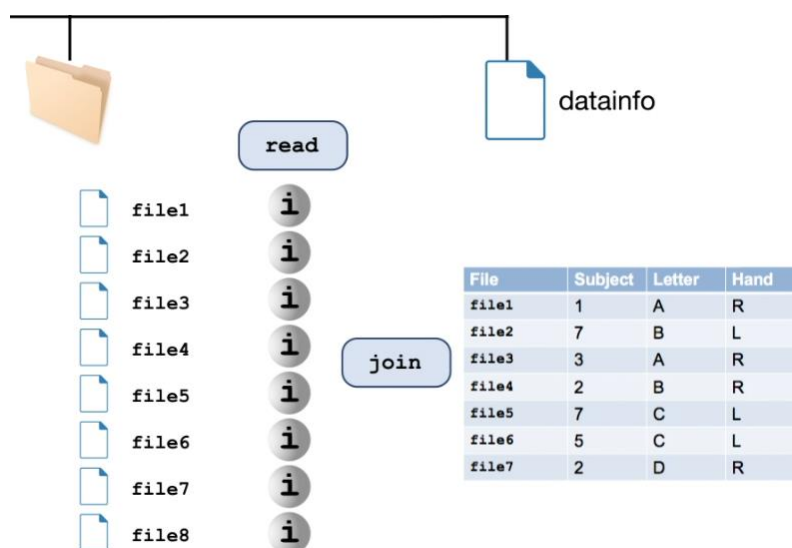 datainfo
read
file1 i
file2 i
file3 i
file4 i
file5 i
file6 i
file7 i
file8 i
join
File Subject Letter Hand
file1 1 A R
file2 7 B L
file3 3 A R
file4 2 B R
file5 7 C L
file6 5 C L
file7 2 D R